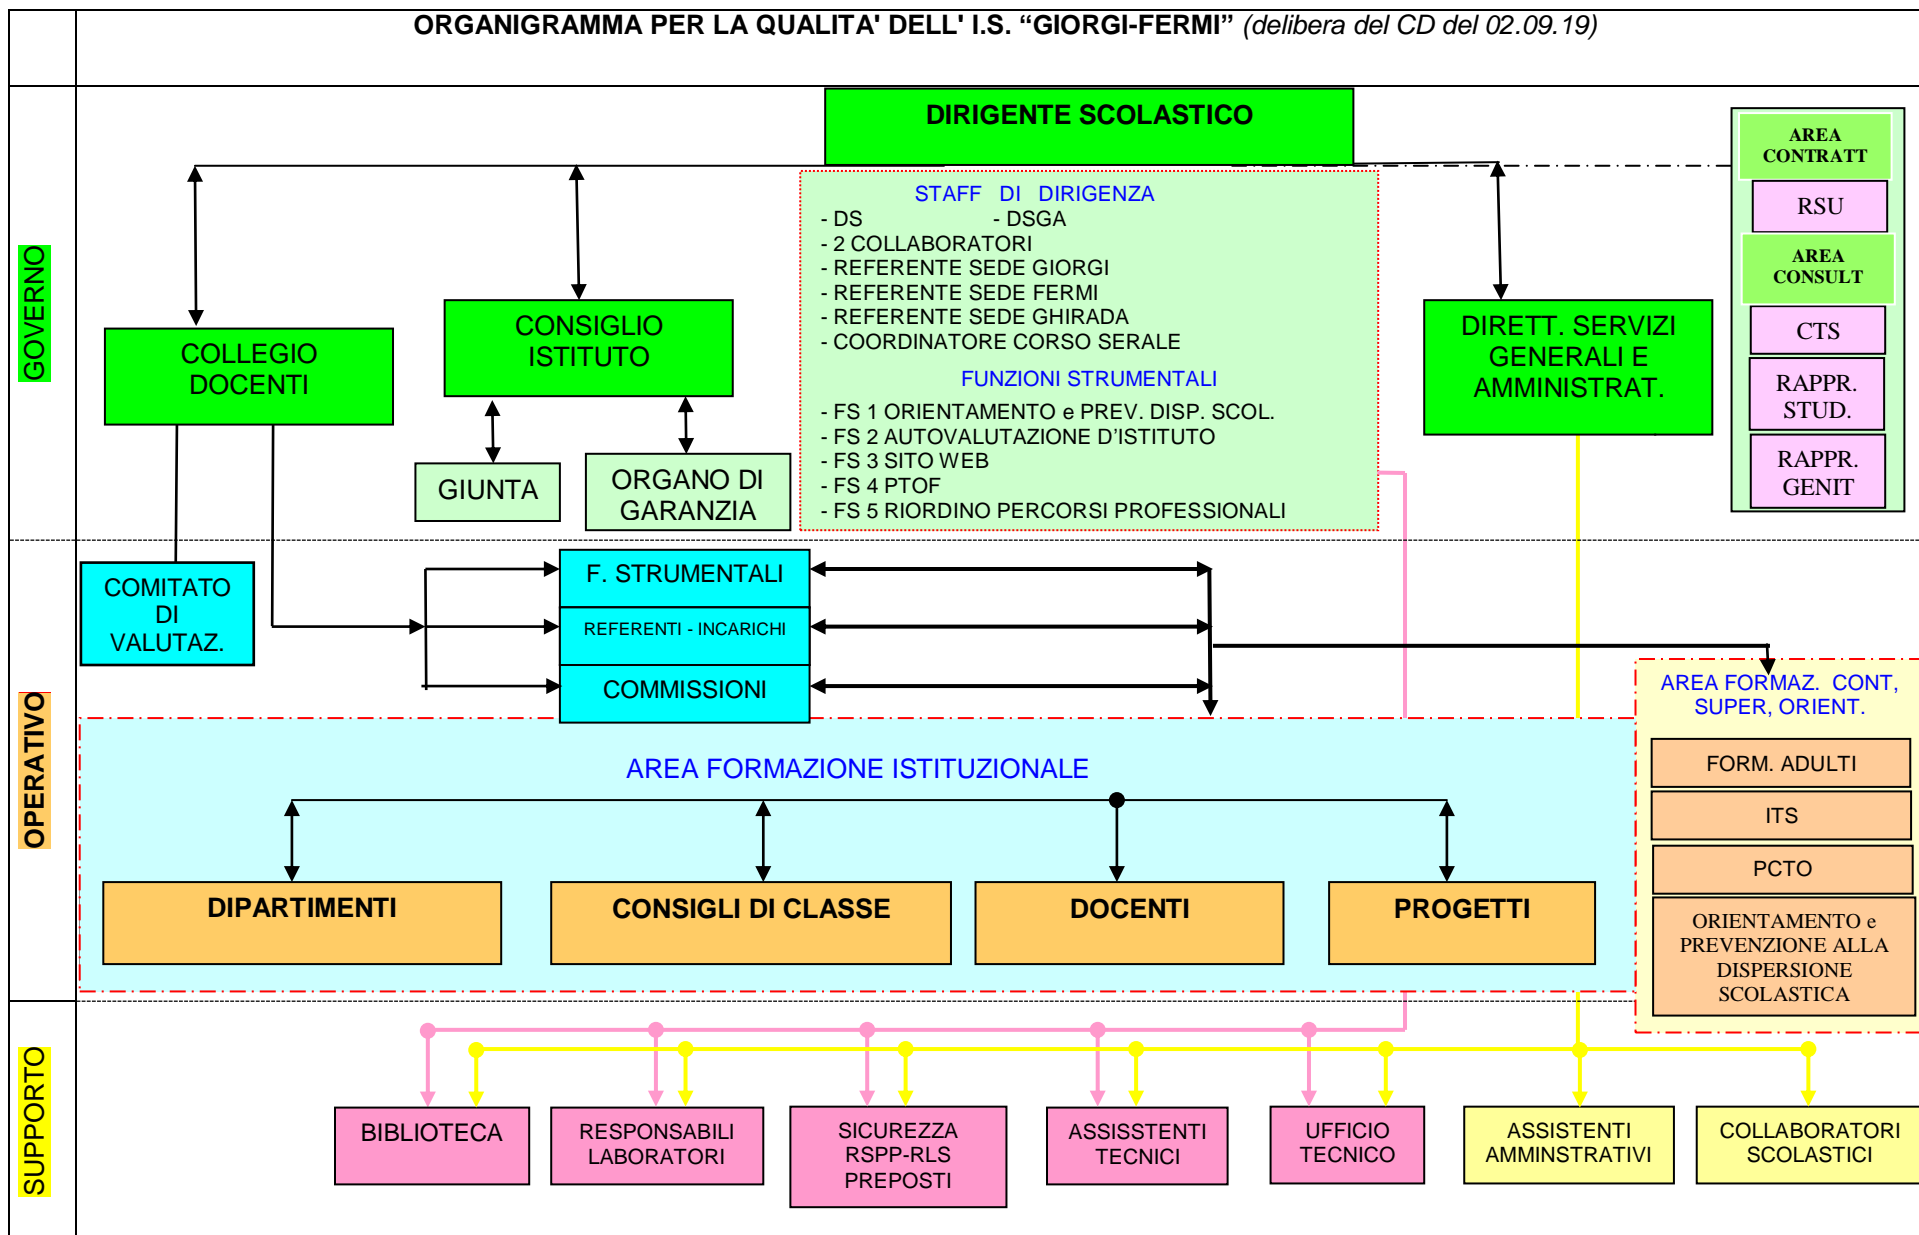 ORGANIGRAMMA PER LA QUALITA' DELL' I.S. “GIORGI-FERMI” (delibera del CD del 02.09.19)
GOVERNO
DIRIGENTE SCOLASTICO
STAFF DI DIRIGENZA
- DS - DSGA
- 2 COLLABORATORI
- REFERENTE SEDE GIORGI
- REFERENTE SEDE FERMI
- REFERENTE SEDE GHIRADA
- COORDINATORE CORSO SERALE
FUNZIONI STRUMENTALI
- FS 1 ORIENTAMENTO e PREV. DISP. SCOL.
- FS 2 AUTOVALUTAZIONE D’ISTITUTO
- FS 3 SITO WEB
- FS 4 PTOF
- FS 5 RIORDINO PERCORSI PROFESSIONALI
COLLEGIO
DOCENTI
CONSIGLIO
ISTITUTO
GIUNTA
ORGANO DI
GARANZIA
DIRETT. SERVIZI
GENERALI E
AMMINISTRAT.
AREA
CONTRATT
RSU
AREA
CONSULT
CTS
RAPPR.
STUD.
RAPPR.
GENIT
OPERATIVO
COMITATO
DI
VALUTAZ.
F. STRUMENTALI
REFERENTI - INCARICHI
COMMISSIONI
AREA FORMAZIONE ISTITUZIONALE
DIPARTIMENTI
CONSIGLI DI CLASSE
DOCENTI
PROGETTI
AREA FORMAZ. CONT,
SUPER, ORIENT.
FORM. ADULTI
ITS
PCTO
ORIENTAMENTO e
PREVENZIONE ALLA
DISPERSIONE
SCOLASTICA
SUPPORTO
BIBLIOTECA
RESPONSABILI
LABORATORI
SICUREZZA
RSPP-RLS
PREPOSTI
ASSISSTENTI
TECNICI
UFFICIO
TECNICO
ASSISTENTI
AMMINSTRATIVI
COLLABORATORI
SCOLASTICI